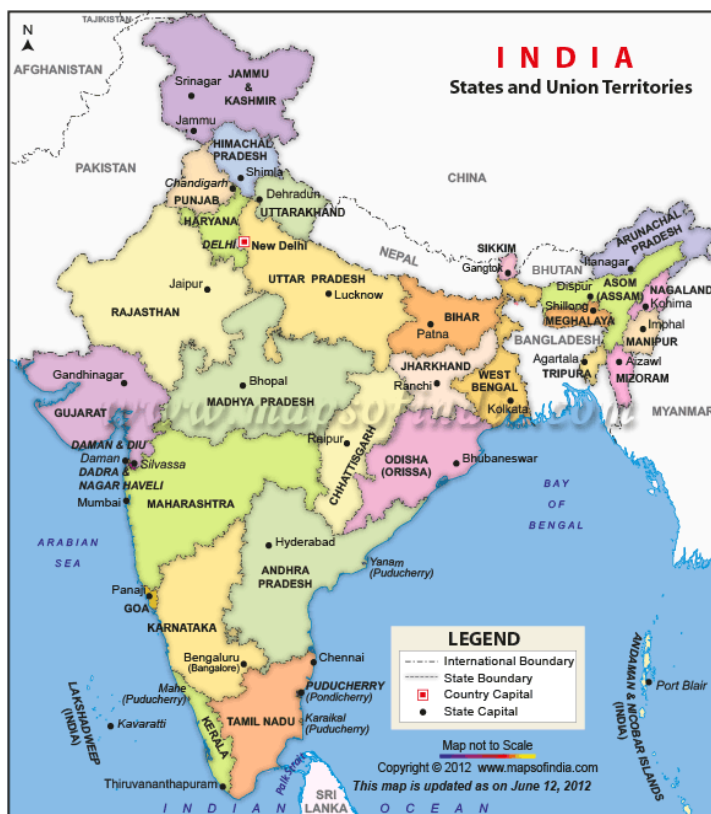 TAJIKISTAN
N
AFGHANISTAN
INDIA
States and Union Territories
JAMMU
&
KASHMIR
Srinagar
Jammu
HIMACHAL
PRADESH
Shimla
PAKISTAN
CHINA
Chandigarh
PUNJAB
Dehradun
UTTARAKHAND
HARYANA
DELHI
New Delhi
NEPAL
SIKKIM
Gangtok
BHUTAN
ARUNACHAL
PRADESH
Itanagar
ASOM
(ASSAM)
Dispur
NAGALAND
Kohima
Shillong
MEGHALAYA
Imphal
MANIPUR
BANGLADESH
Agartala
TRIPURA
Aizawl
MIZORAM
MYANMAR
Jaipur
RAJASTHAN
UTTAR PRADESH
Lucknow
BIHAR
Patna
JHARKHAND
Ranchi
WEST
BENGAL
Kolkata
Gandhinagar
GUJARAT
Bhopal
MADHYA PRADESH
www.mapsofindia.com
Raipur
CHHATTISGARH
ODISHA
(ORISSA)
Bhubaneswar
DAMAN & DIU
Daman
DADRA &
NAGAR HAVELI
Silvassa
Mumbai
MAHARASHTRA
BAY
OF
BENGAL
ARABIAN
SEA
Hyderabad
ANDHRA
PRADESH
Yanam
(Puducherry)
Panaji
GOA
KARNATAKA
Bengaluru
(Bangalore)
Chennai
PUDUCHERRY
(Pondicherry)
Mahe
(Puducherry)
KERALA
TAMIL NADU
Karaikal
(Puducherry)
LAKSHADWEEP
(INDIA)
Kavaratti
Thiruvananthapuram
Palk Strait
SRI
LANKA
INDIAN OCEAN
ANDAMAN & NICOBAR ISLANDS
(INDIA)
Port Blair
LEGEND
International Boundary
State Boundary
Country Capital
State Capital
Map not to Scale
Copyright © 2012 www.mapsofindia.com
This map is updated as on June 12, 2012